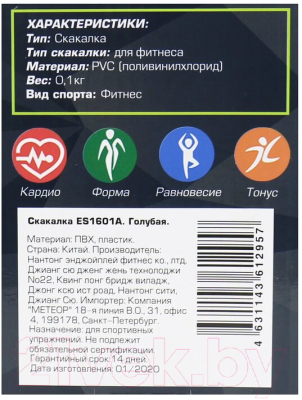 ХАРАКТЕРИСТИКИ:
Тип: Скакалка
Тип скакалки: для фитнеса
Материал: PVC (поливинилхлорид)
Вес: 0,1кг
Вид спорта: Фитнес
Кардио Форма Равновесие Тонус
Скакалка ES1601A. Голубая.
Материал: ПВХ, пластик.
Страна: Китай. Производитель:
Нантонг энджойплей фитнес ко., лтд,
Джианг сю дженг жень технолоджи
No22, Квинг лонг бридж виладж,
Джонг ксю ист роад, Нантонг сити,
Джианг Сю. Импортер: Компания
"МЕТЕОР" 18-я линия В.О., 31, офис
4, 199178, Санкт-Петербург.
Назначение: для спортивных
упражнений. Не подлежит
обязательной сертификации.
Гарантийный срок: 14 дней.
Дата изготовления: 01/2020
4 631143 612957